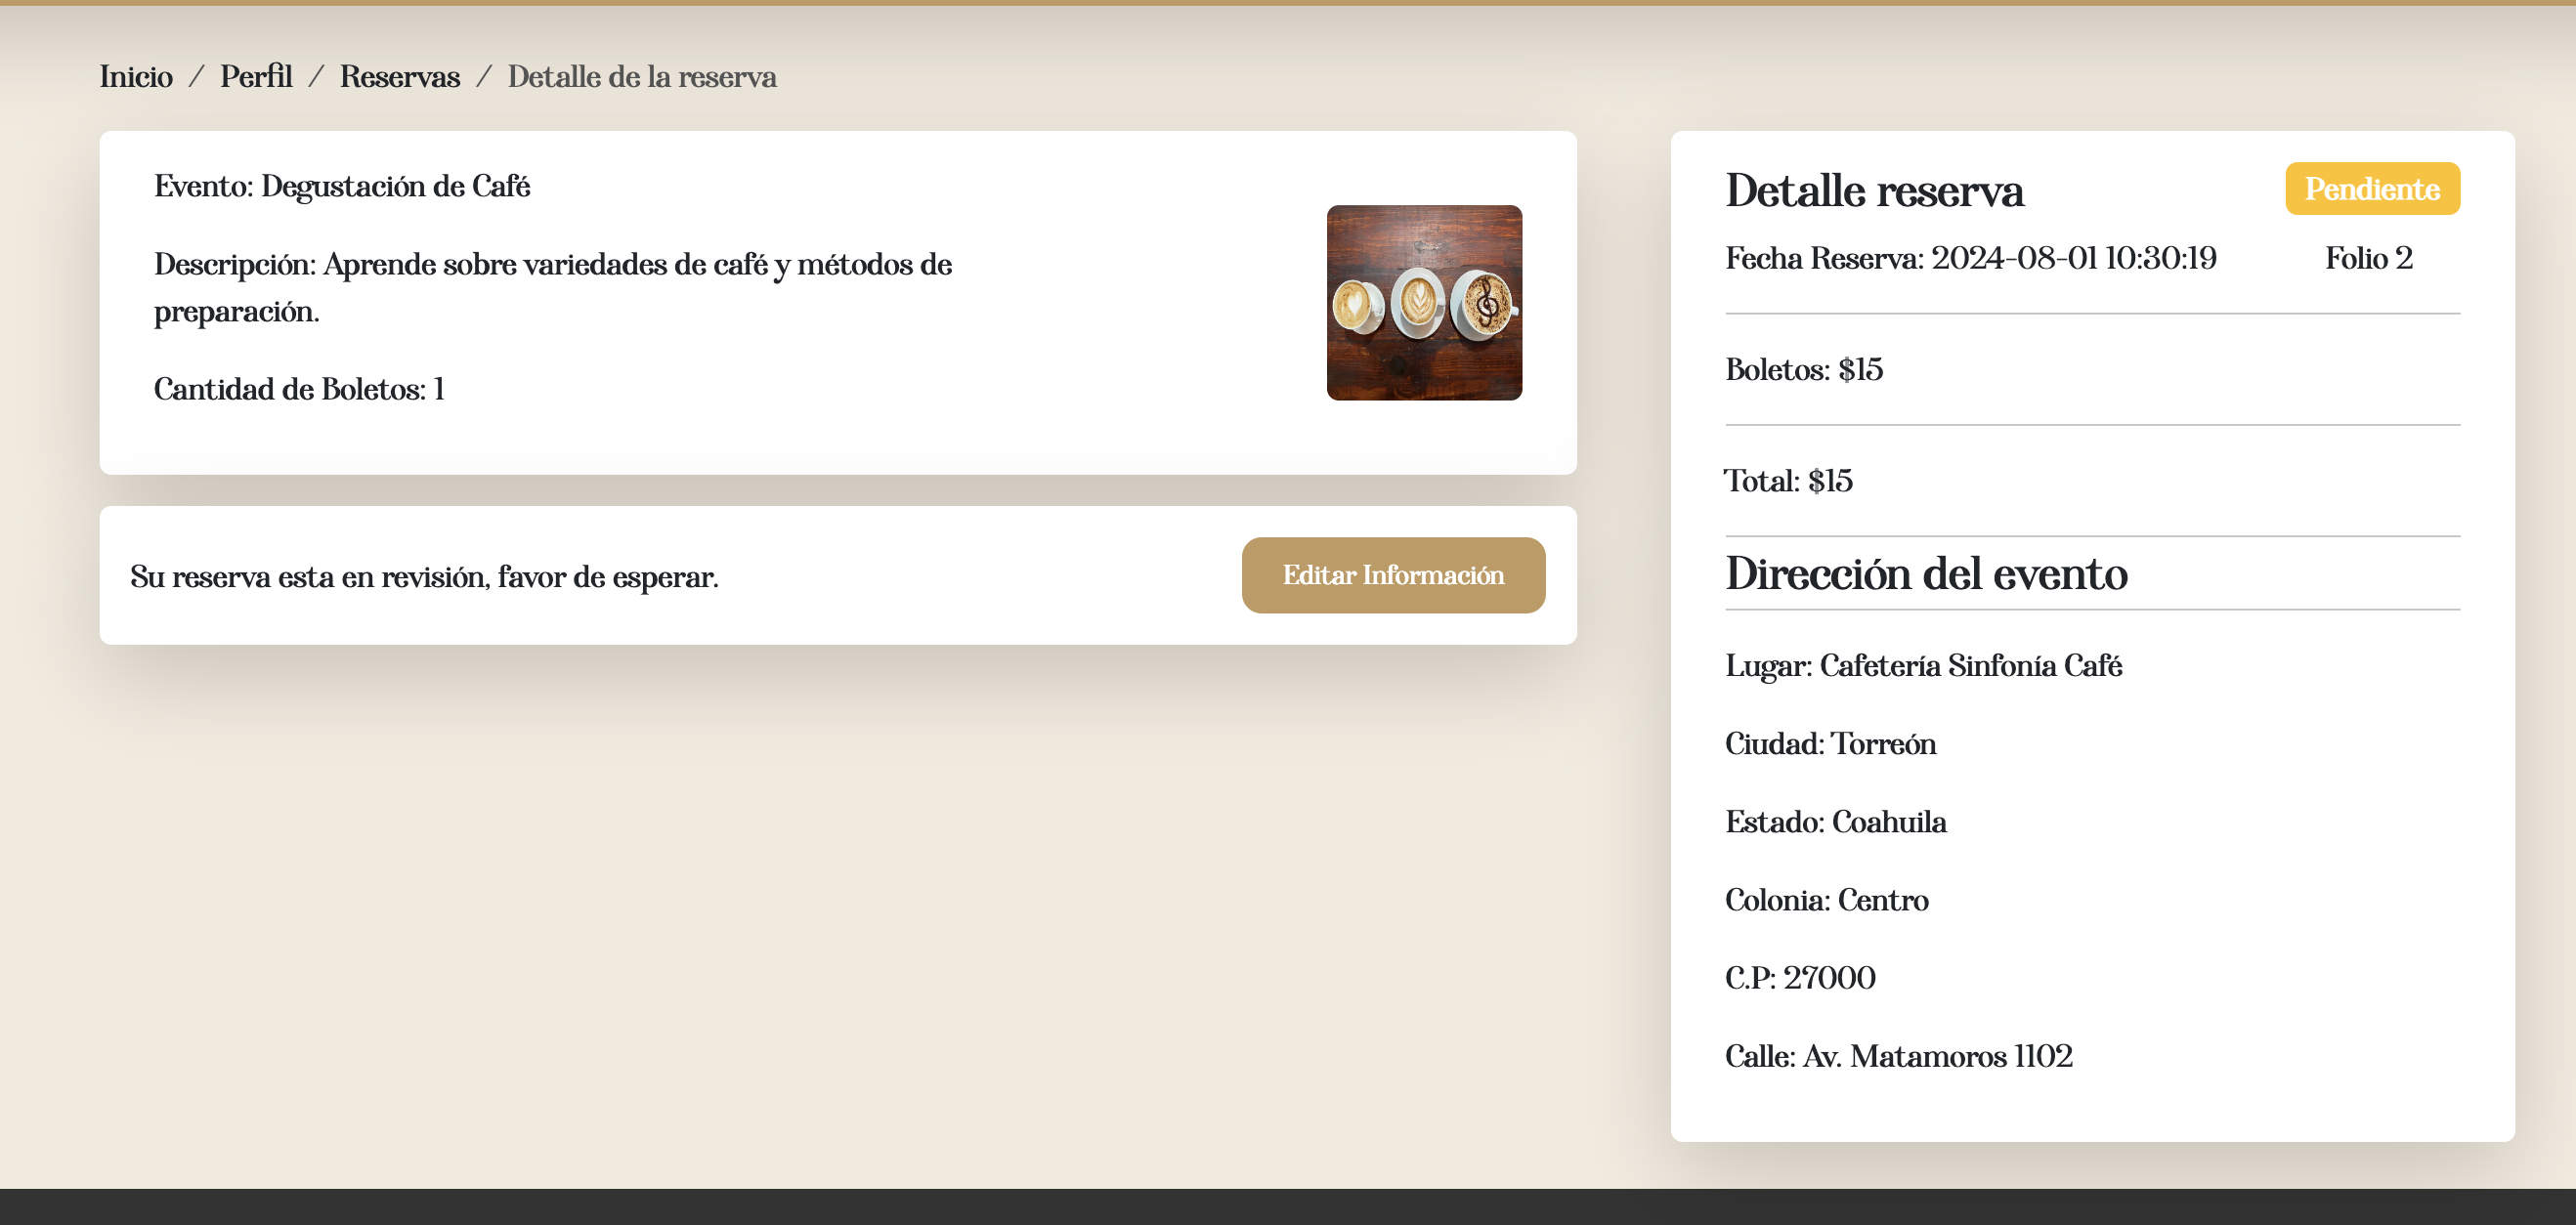 Inicio / Perfil / Reservas / Detalle de la reserva
Evento: Degustación de Café
Descripción: Aprende sobre variedades de café y métodos de
preparación.
Cantidad de Boletos: 1
Su reserva esta en revisión, favor de esperar.
Editar Información
Detalle reserva
Pendiente
Fecha Reserva: 2024-08-01 10:30:19
Folio 2
Boletos: $15
Total: $15
Dirección del evento
Lugar: Cafetería Sinfonía Café
Ciudad: Torreón
Estado: Coahuila
Colonia: Centro
C.P: 27000
Calle: Av. Matamoros 1102